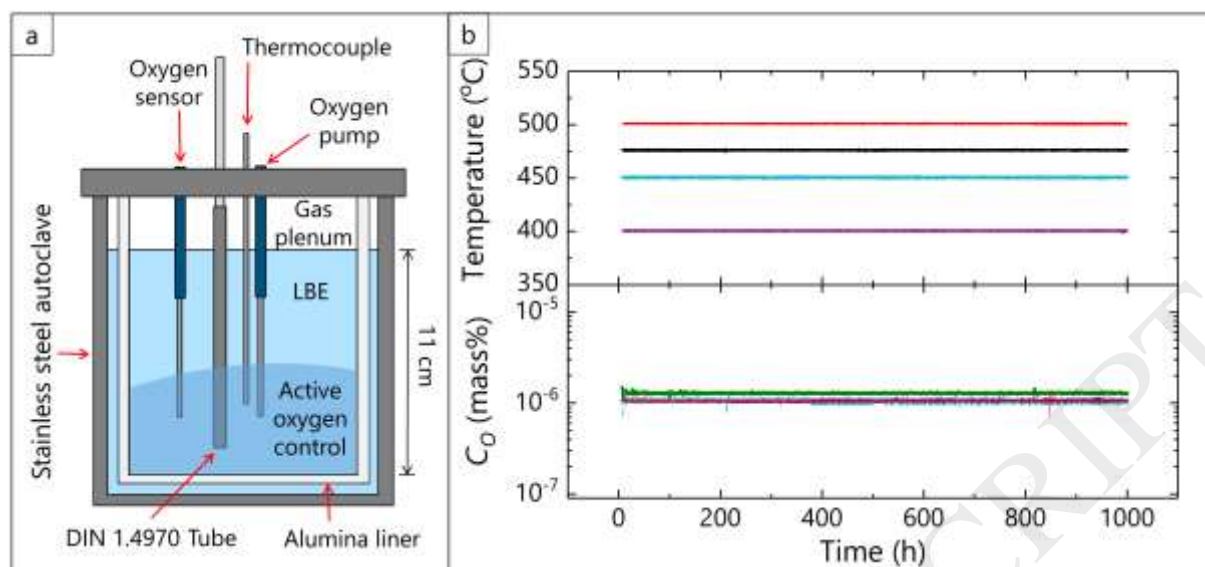 a
Thermocouple
Oxygen
sensor
Oxygen
pump
Gas
plenum
LBE
11 cm
Stainless steel autoclave
Active
oxygen
control
DIN 1.4970 Tube
Alumina liner
b
Temperature (°C)
550
500
450
400
350
C_O (mass%)
10⁻⁵
10⁻⁶
10⁻⁷
0 200 400 600 800 1000
Time (h)
CRIPT